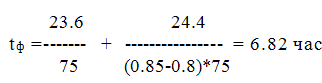 23.6 24.4
tф =------- + ----------------- = 6.82 час
75 (0.85-0.8)*75